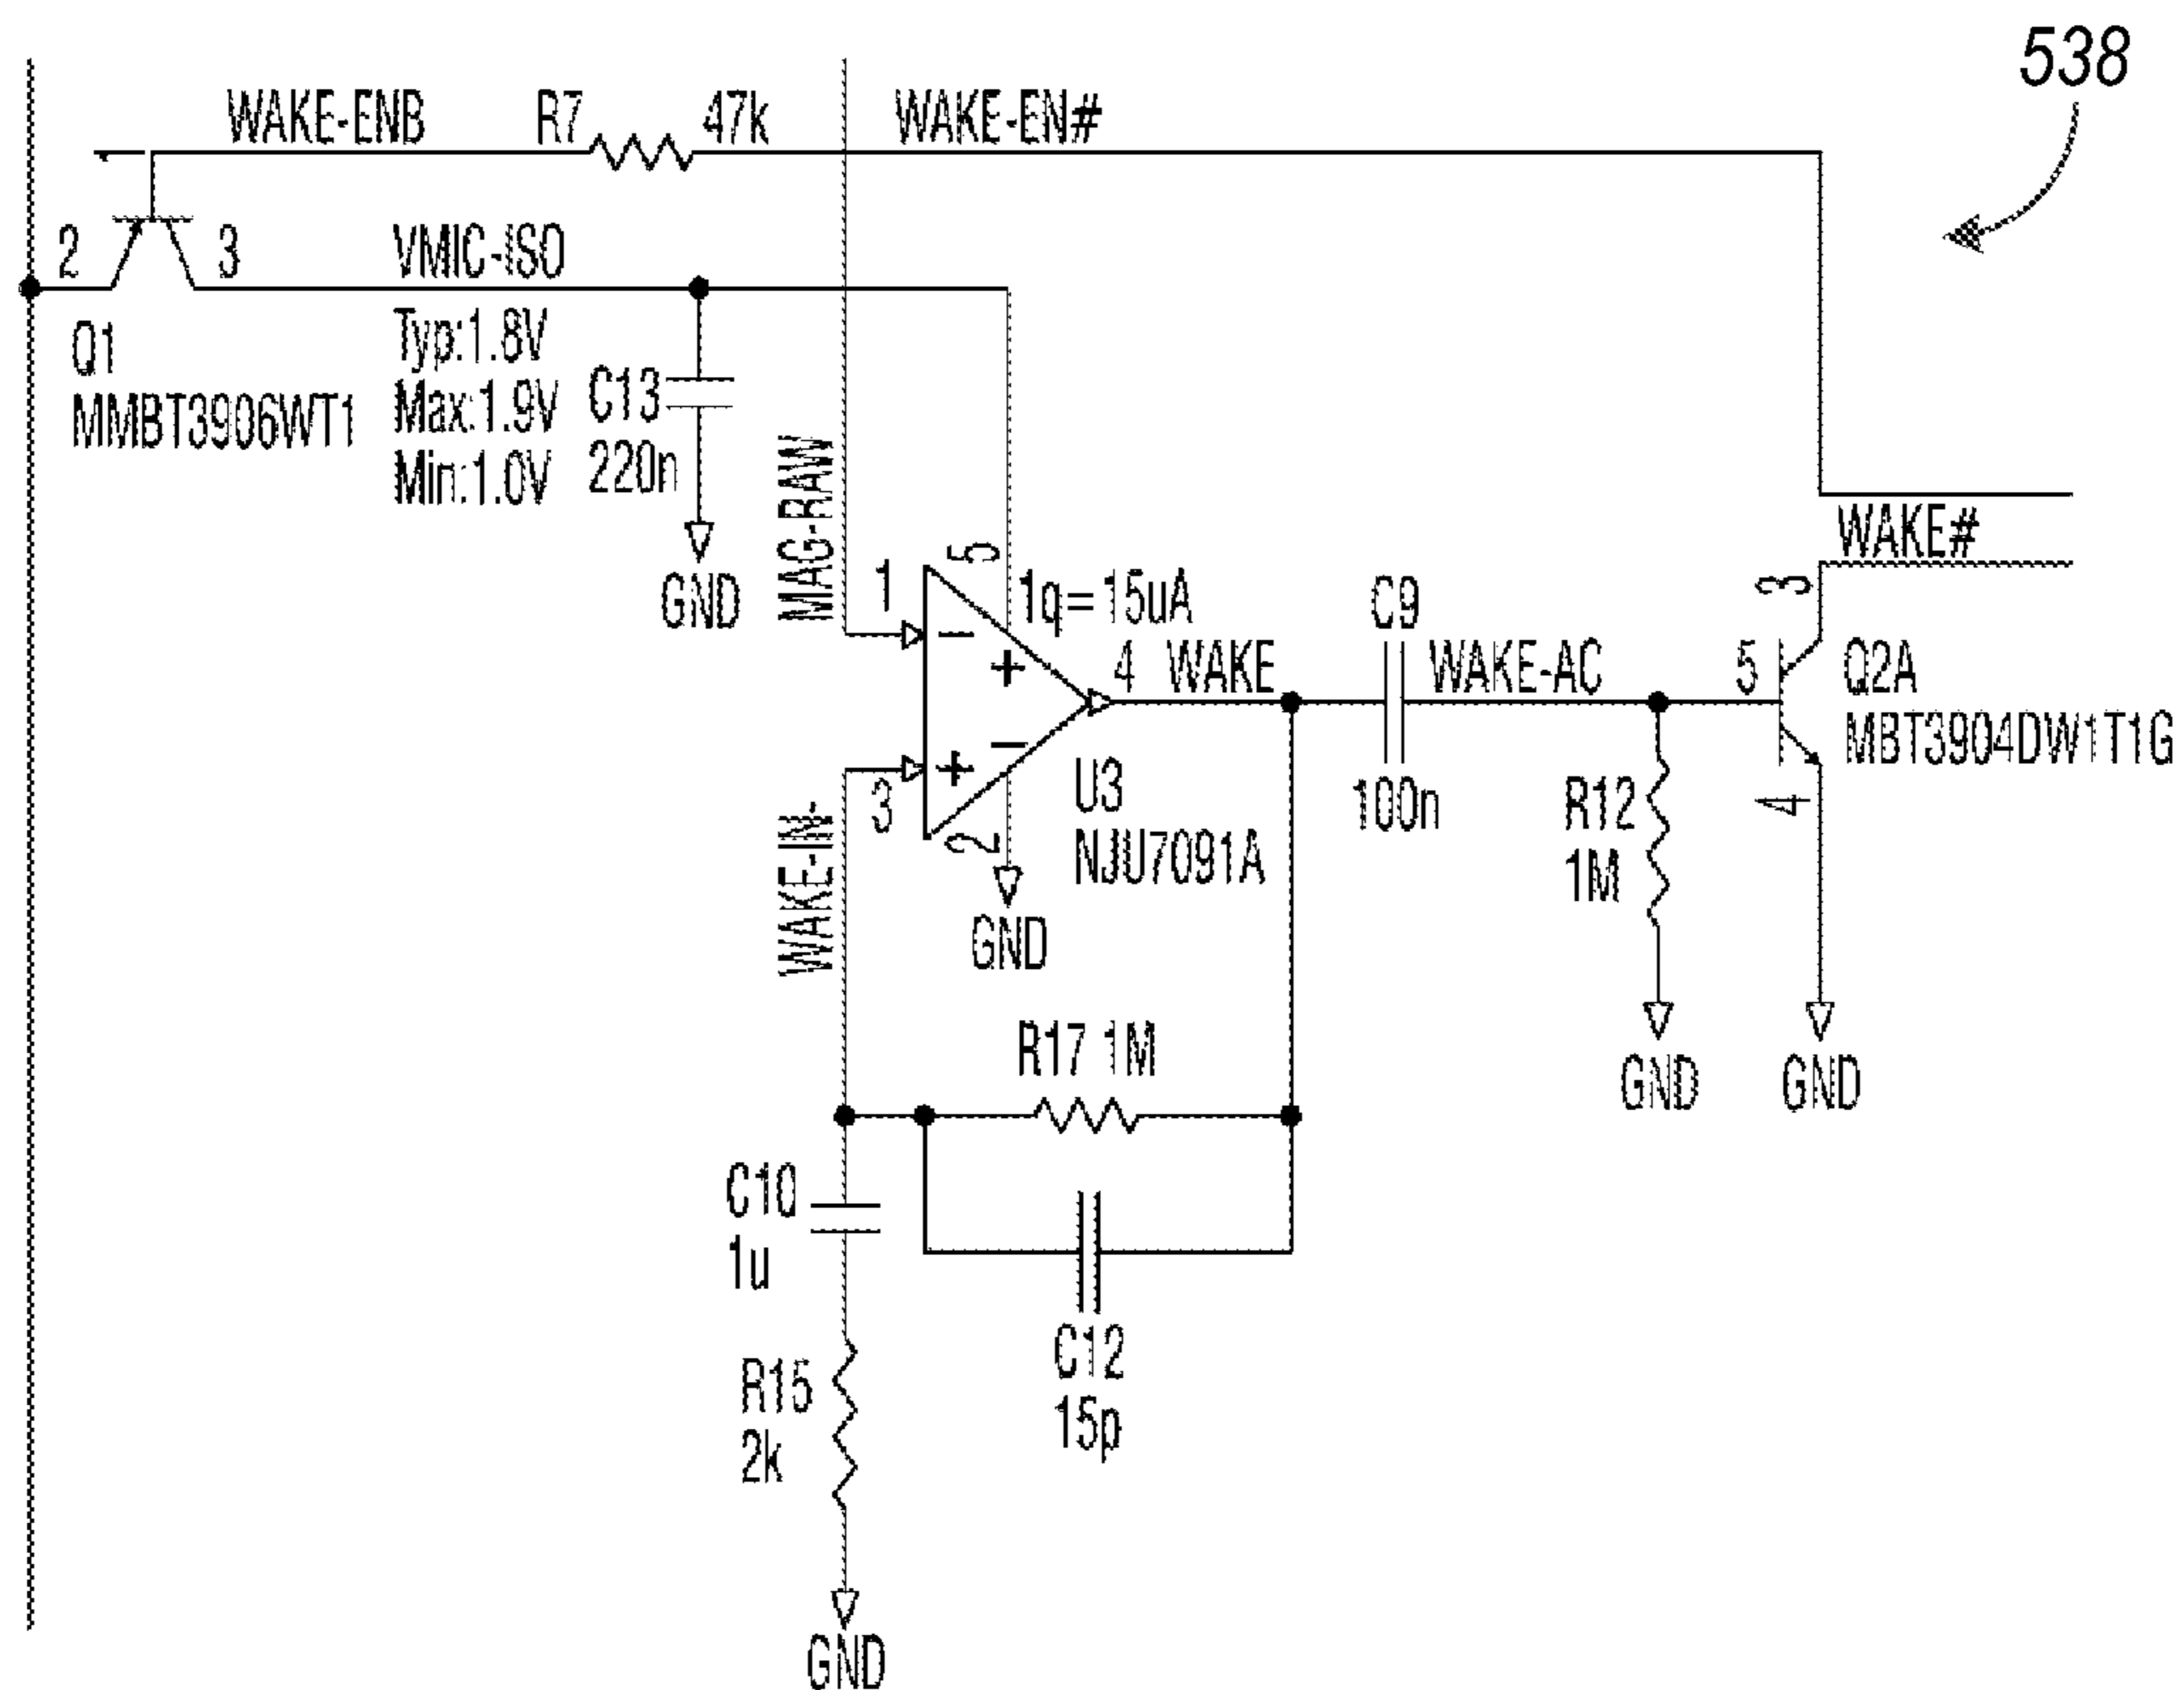 538
WAKE-ENB
R7
47k
WAKE-EN#
2
3
VMIC-ISO
Q1
MMBT3906WT1
Typ:1.8V
Max:1.9V
Min:1.0V
C13
220n
GND
MAG-RAW
WAKE#
3
1
5
1q=15uA
−
+
4
WAKE
C9
100n
WAKE-AC
5
Q2A
MBT3904DW1T1G
4
R12
1M
GND
GND
3
+
−
2
U3
NJU7091A
GND
WAKE-IN-
R17 1M
C10
1u
C12
15p
R15
2k
GND